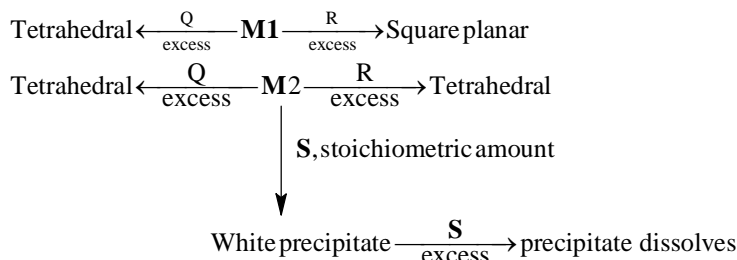 Tetrahedral Q excess M1 R excess Square planar
Tetrahedral Q excess M2 R excess Tetrahedral
S, stoichiometric amount
White precipitate S excess precipitate dissolves